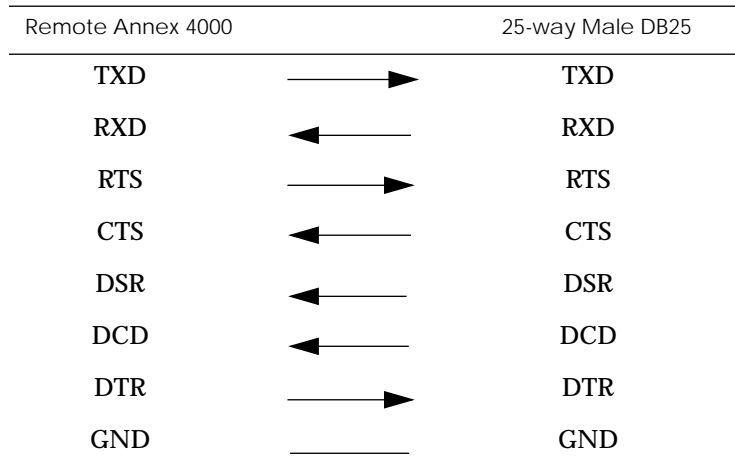 Remote Annex 4000 25-way Male DB25
TXD TXD
RXD RXD
RTS RTS
CTS CTS
DSR DSR
DCD DCD
DTR DTR
GND GND